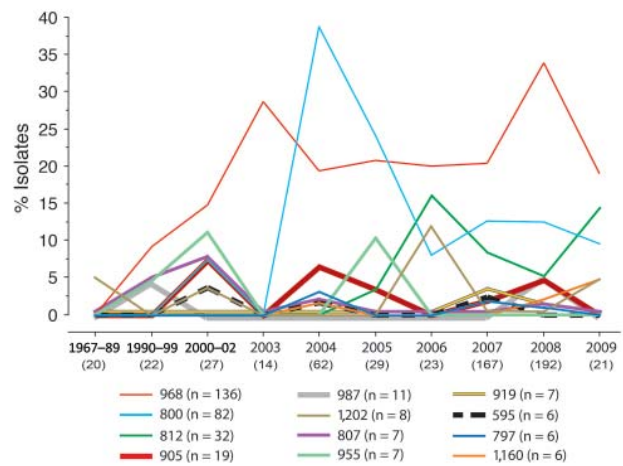 40
35
30
25
20
15
10
5
0
% Isolates
1967–89 1990–99 2000–02 2003 2004 2005 2006 2007 2008 2009
(20) (22) (27) (14) (62) (29) (23) (167) (192) (21)
968 (n = 136) 987 (n = 11) 919 (n = 7)
800 (n = 82) 1,202 (n = 8) 595 (n = 6)
812 (n = 32) 807 (n = 7) 797 (n = 6)
905 (n = 19) 955 (n = 7) 1,160 (n = 6)